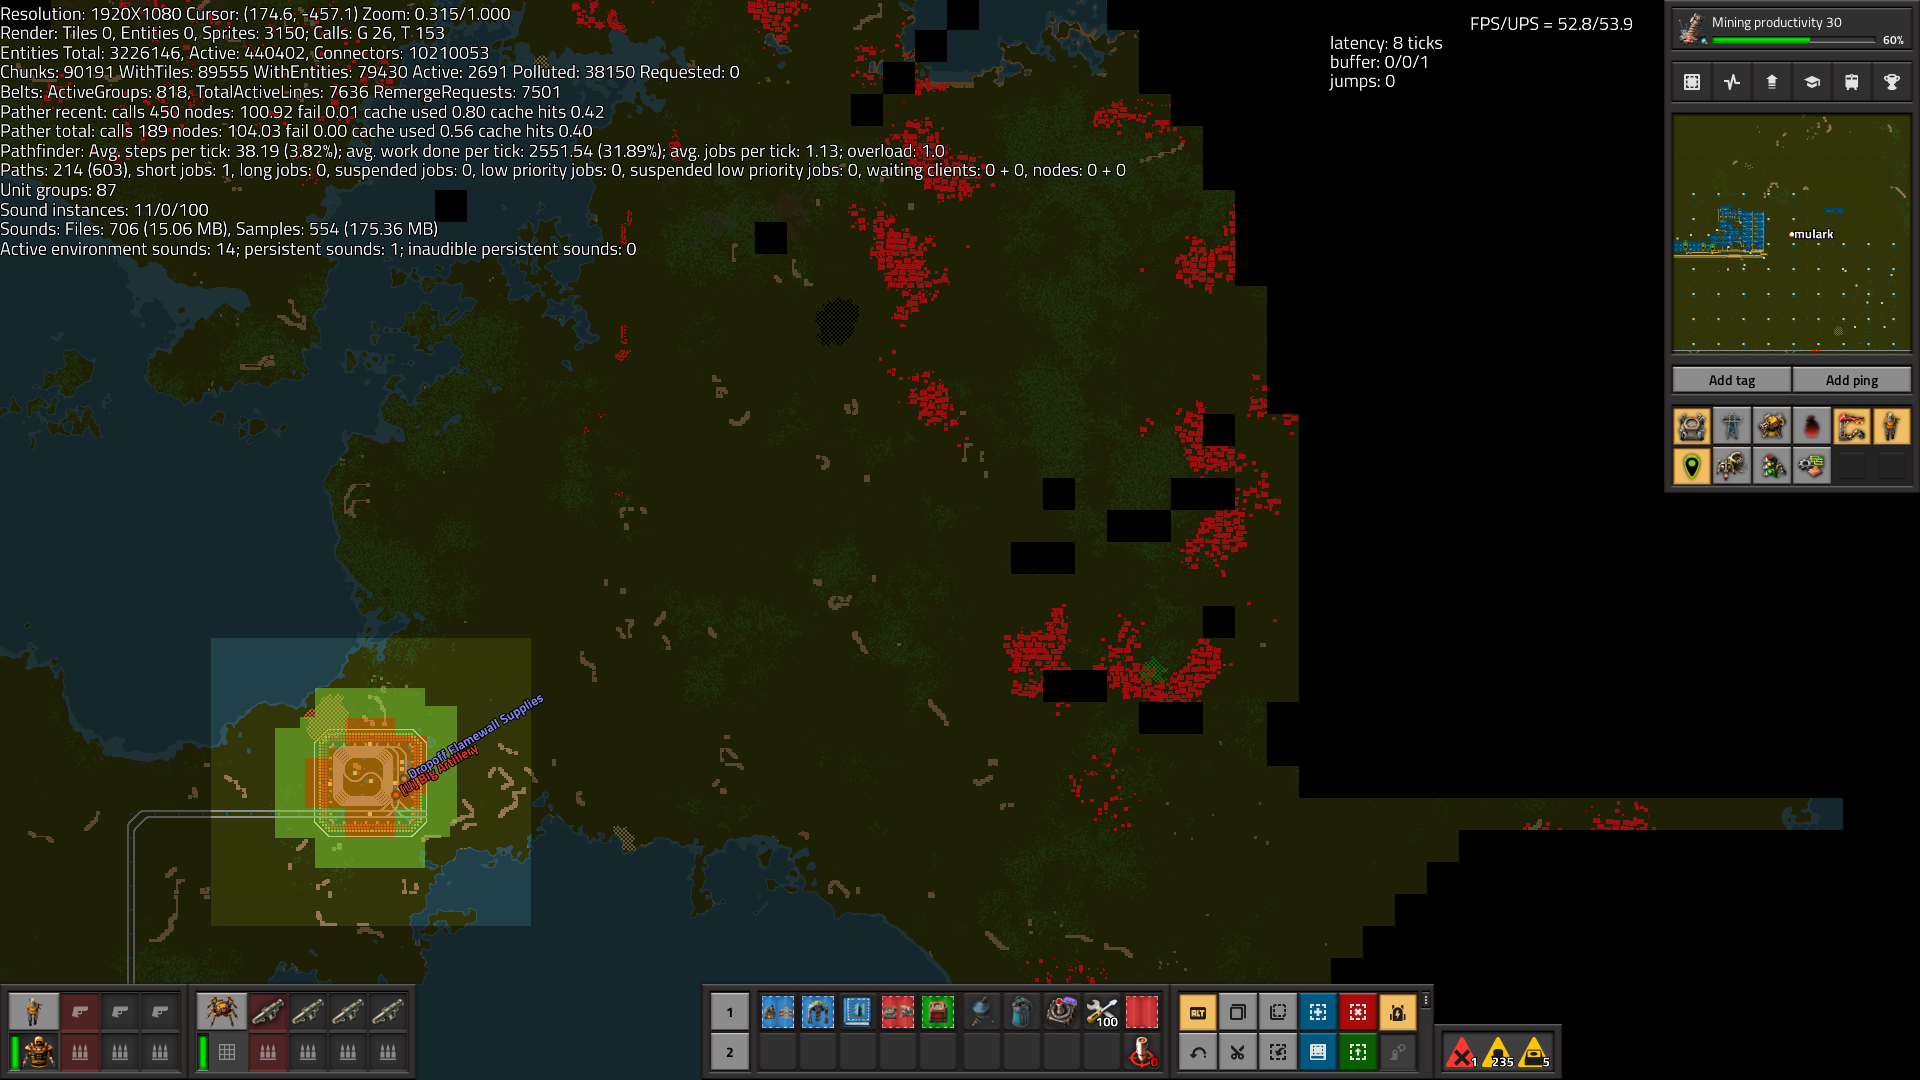 Resolution: 1920X1080 Cursor: (174.6, -457.1) Zoom: 0.315/1.000
Render: Tiles 0, Entities 0, Sprites: 3150; Calls: G 26, T 153
Entities Total: 3226146, Active: 440402, Connectors: 10210053
Chunks: 90191 WithTiles: 89555 WithEntities: 79430 Active: 2691 Polluted: 38150 Requested: 0
Belts: ActiveGroups: 818, TotalActiveLines: 7636 RemergeRequests: 7501
Pather recent: calls 450 nodes: 100.92 fail 0.01 cache used 0.80 cache hits 0.42
Pather total: calls 189 nodes: 104.03 fail 0.00 cache used 0.56 cache hits 0.40
Pathfinder: Avg. steps per tick: 38.19 (3.82%); avg. work done per tick: 2551.54 (31.89%); avg. jobs per tick: 1.13; overload: 1.0
Paths: 214 (603), short jobs: 1, long jobs: 0, suspended jobs: 0, low priority jobs: 0, suspended low priority jobs: 0, waiting clients: 0 + 0, nodes: 0 + 0
Unit groups: 87
Sound instances: 11/0/100
Sounds: Files: 706 (15.06 MB), Samples: 554 (175.36 MB)
Active environment sounds: 14; persistent sounds: 1; inaudible persistent sounds: 0
FPS/UPS = 52.8/53.9
latency: 8 ticks
buffer: 0/0/1
jumps: 0
Mining productivity 30
60%
mulark
Add tag
Add ping
Dropoff Flamewall Supplies
[U] Big Artillery
1
100
2
0
ALT
1
235
5